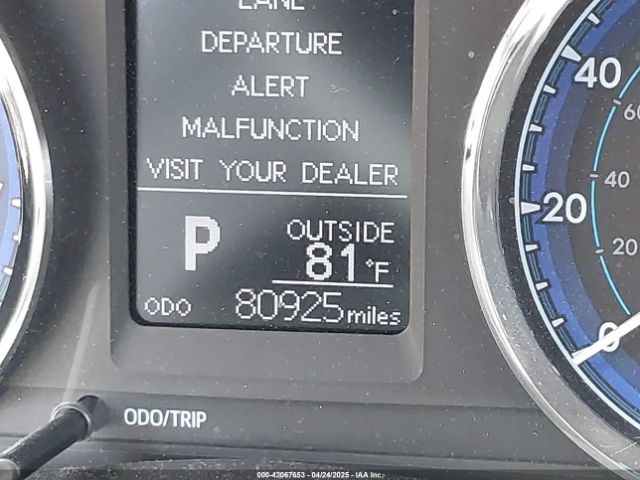 LANE
DEPARTURE
ALERT
MALFUNCTION
VISIT YOUR DEALER
P
OUTSIDE
81°F
ODO 80925 miles
ODO/TRIP
40
20
0
60
40
20
000-42067653 - 04/24/2025 - IAA Inc.